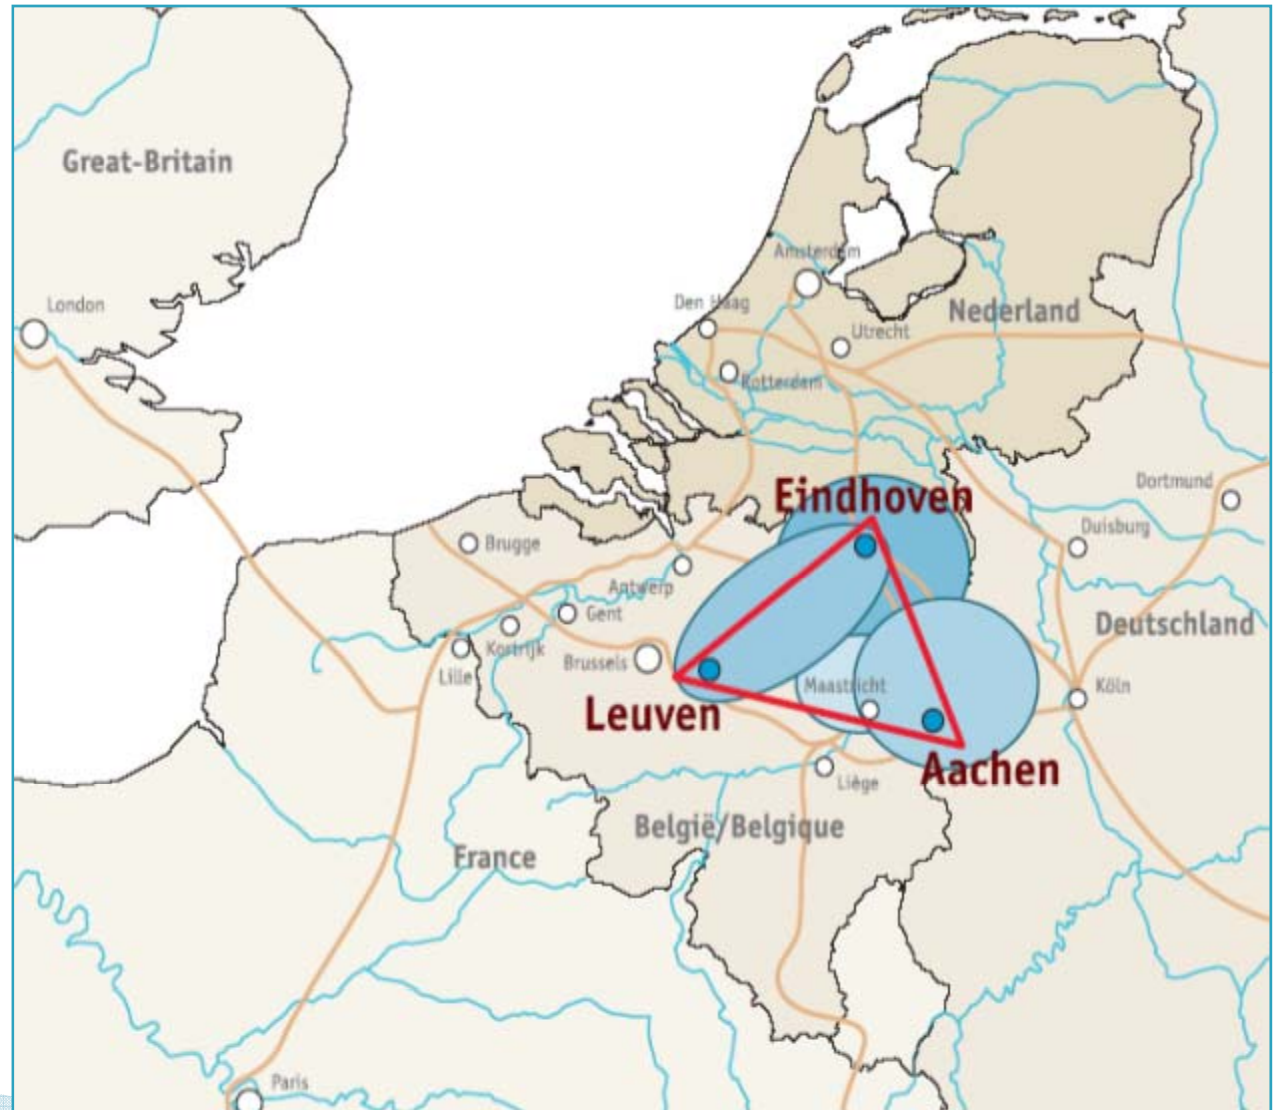 Great-Britain
London
Amsterdam
Den Haag
Nederland
Utrecht
Rotterdam
Dortmund
Eindhoven
Duisburg
Brugge
Antwerp
Gent
Deutschland
Kortrijk
Brussels
Lille
Maastricht
Köln
Leuven
Aachen
Liège
België/Belgique
France
Paris